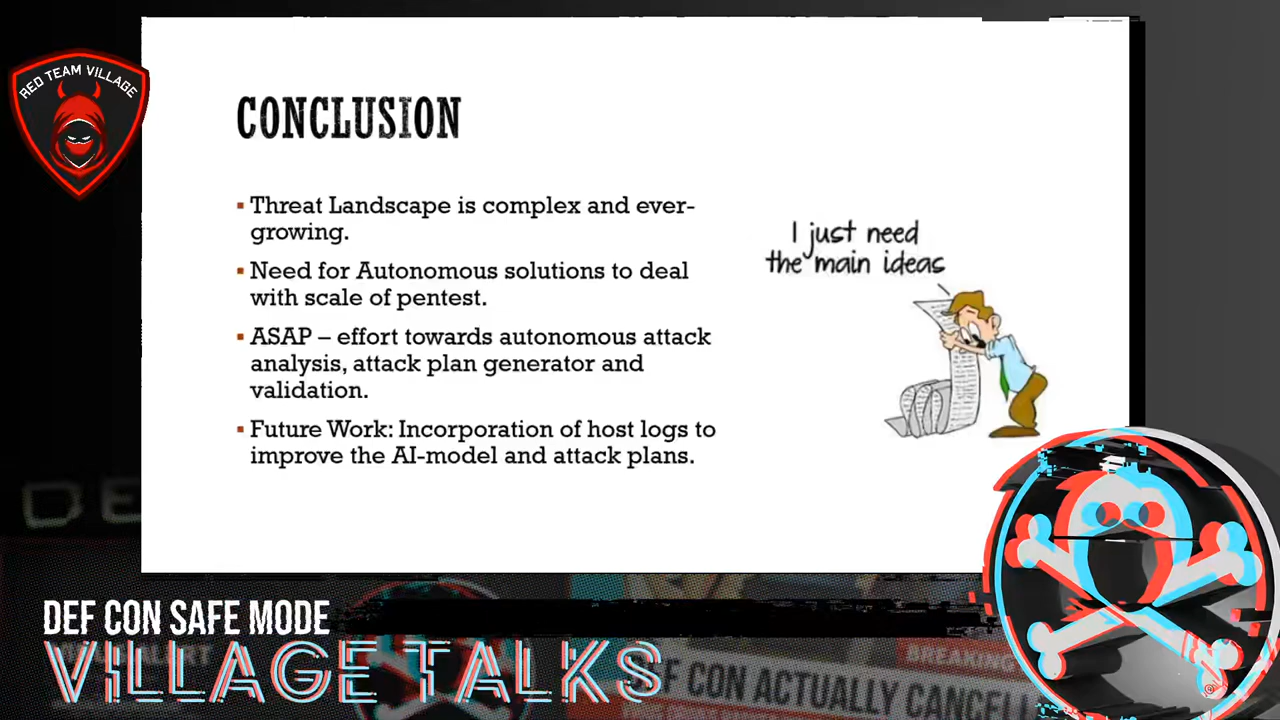 RED TEAM VILLAGE
CONCLUSION
▪ Threat Landscape is complex and ever-
growing.
▪ Need for Autonomous solutions to deal
with scale of pentest.
▪ ASAP – effort towards autonomous attack
analysis, attack plan generator and
validation.
▪ Future Work: Incorporation of host logs to
improve the AI-model and attack plans.
I just need
the main ideas
DEF CON SAFE MODE
VILLAGE TALKS
BREAKING
DEF CON ACTUALLY